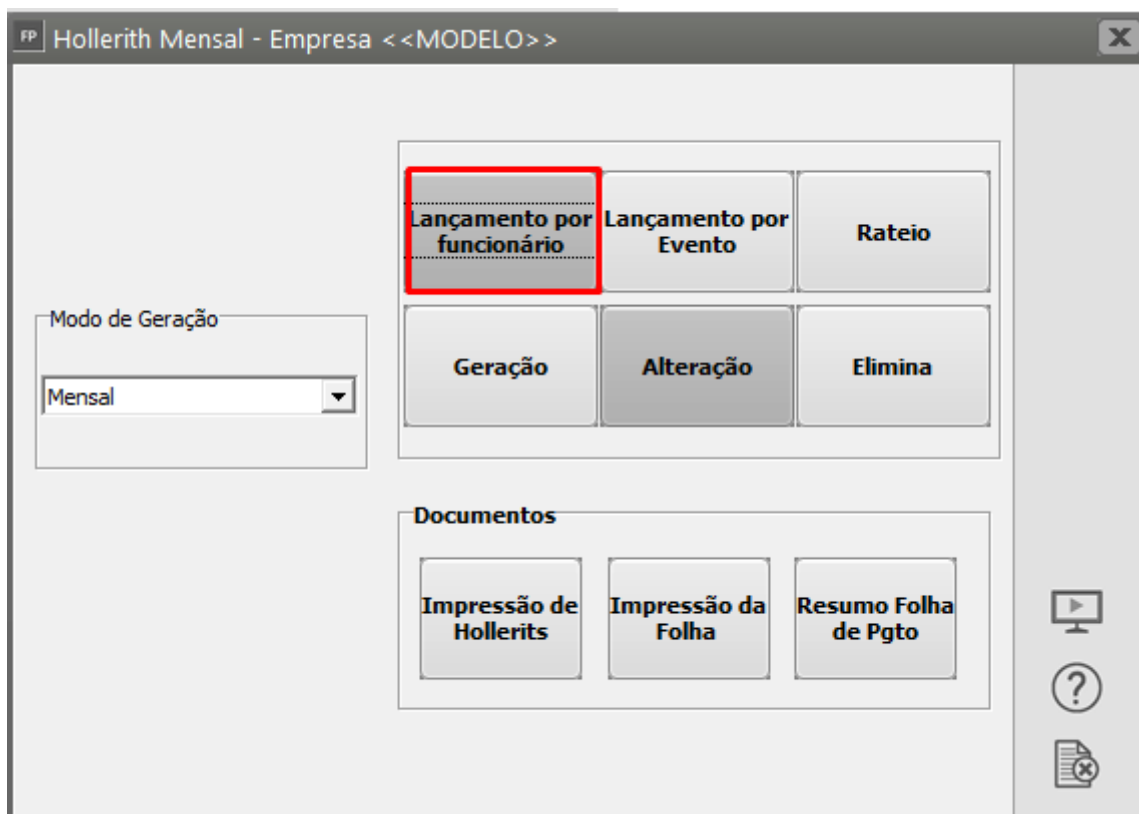 FP Hollerith Mensal - Empresa <<MODELO>>
Lançamento por
funcionário
Lançamento por
Evento
Rateio
Modo de Geração
Mensal
Geração
Alteração
Elimina
Documentos
Impressão de
Hollerits
Impressão da
Folha
Resumo Folha
de Pgto
?